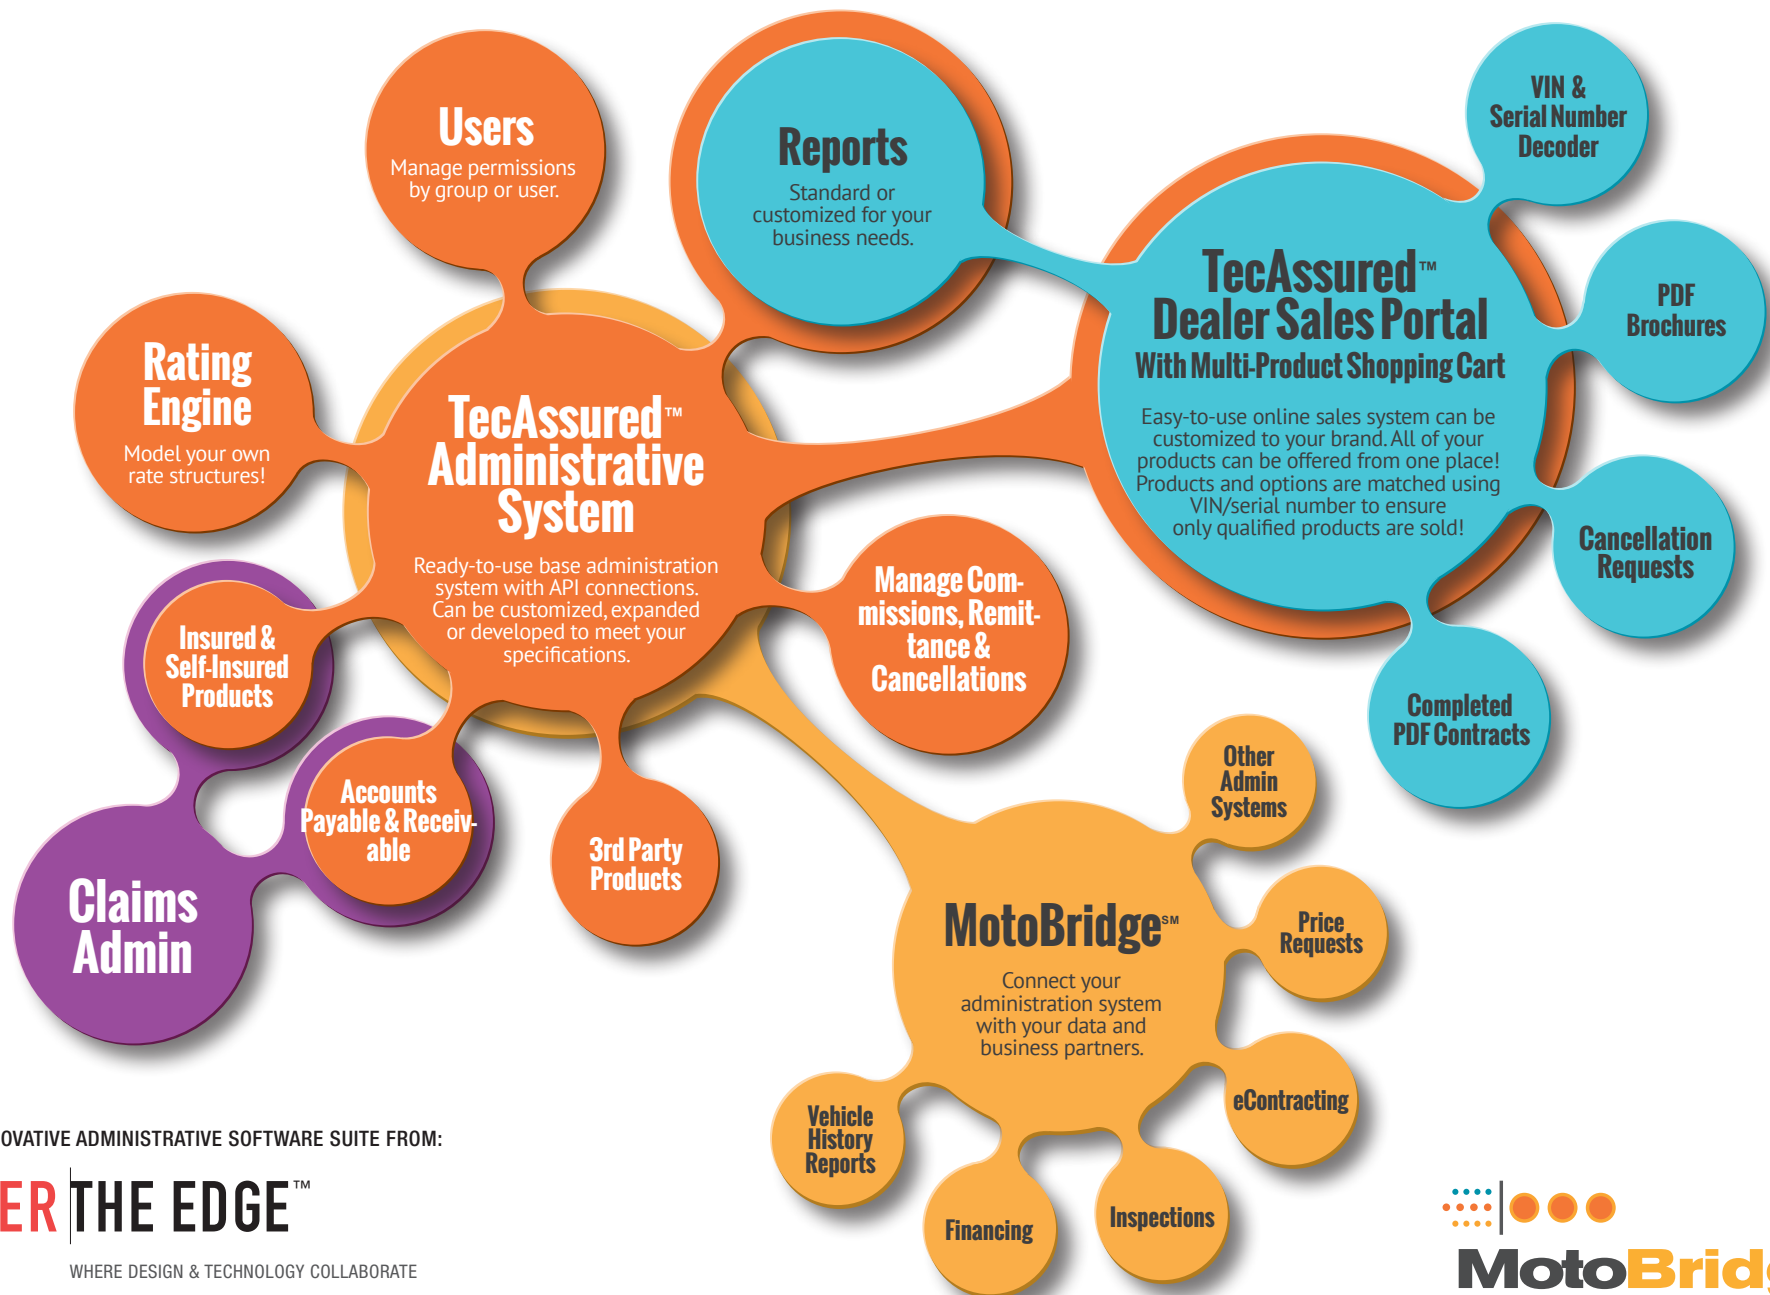 Users
Manage permissions
by group or user.
Reports
Standard or
customized for your
business needs.
VIN &
Serial Number
Decoder
PDF
Brochures
TecAssured™
Dealer Sales Portal
With Multi-Product Shopping Cart
Easy-to-use online sales system can be
customized to your brand. All of your
products can be offered from one place!
Products and options are matched using
VIN/serial number to ensure
only qualified products are sold!
Rating
Engine
Model your own
rate structures!
TecAssured™
Administrative
System
Ready-to-use base administration
system with API connections.
Can be customized, expanded
or developed to meet your
specifications.
Cancellation
Requests
Manage Com-
missions, Remit-
tance &
Cancellations
Insured &
Self-Insured
Products
Completed
PDF Contracts
Accounts
Payable & Receiv-
able
3rd Party
Products
Claims
Admin
Other
Admin
Systems
MotoBridge℠
Connect your
administration system
with your data and
business partners.
Price
Requests
eContracting
Vehicle
History
Reports
Financing
Inspections
OVATIVE ADMINISTRATIVE SOFTWARE SUITE FROM:
ER THE EDGE™
WHERE DESIGN & TECHNOLOGY COLLABORATE
MotoBridg